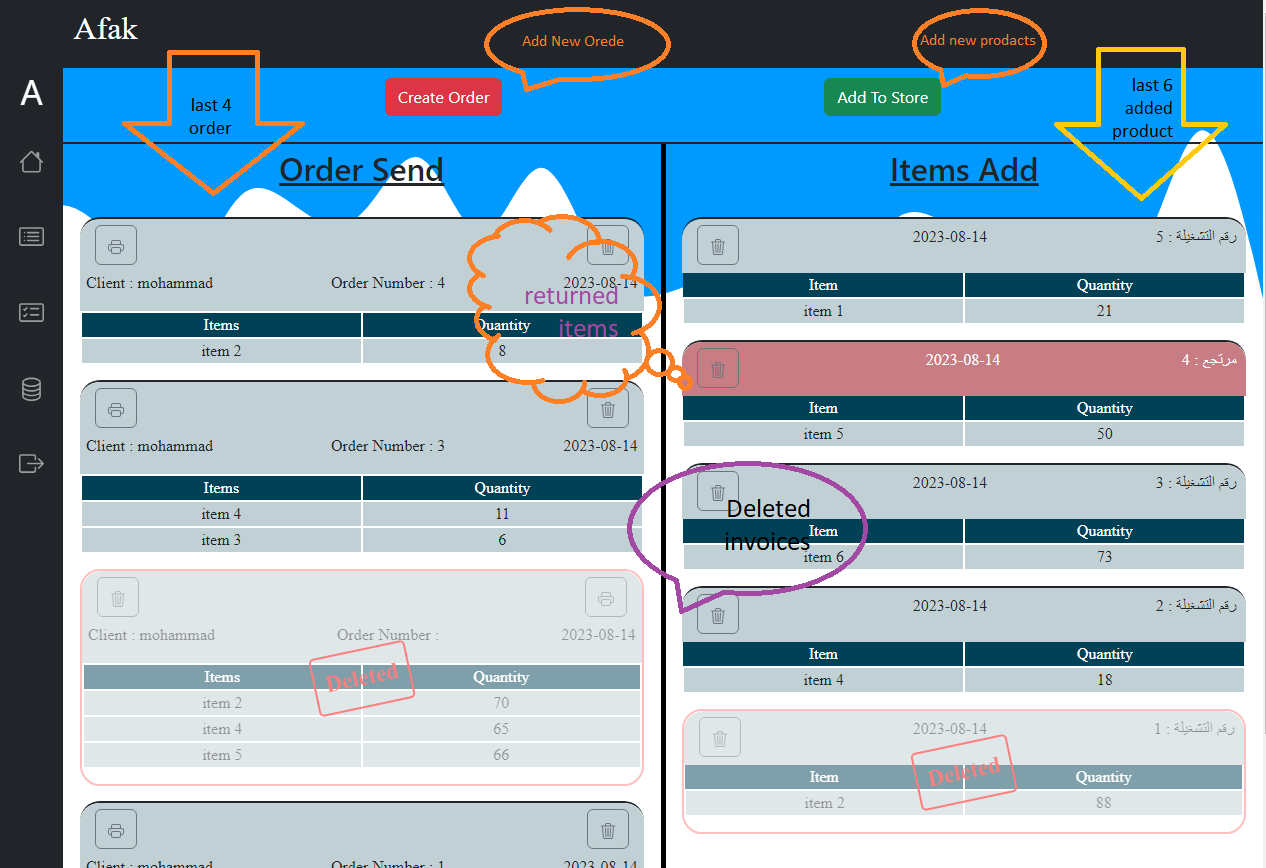 Afak
Add New Orede
Add new prodacts
A
last 4
order
Create Order
Add To Store
last 6
added
product
Order Send
Items Add
Client : mohammad
Order Number : 4
2023-08-14
returned
items
Items
Quantity
item 2
8
Client : mohammad
Order Number : 3
2023-08-14
Items
Quantity
item 4
11
item 3
6
Client : mohammad
Order Number :
2023-08-14
Deleted
Items
Quantity
item 2
70
item 4
65
item 5
66
Client : mohammad
Order Number : 1
2023-08-14
2023-08-14
رقم التشغيلة : 5
Item
Quantity
item 1
21
2023-08-14
مرتجع : 4
Item
Quantity
item 5
50
2023-08-14
رقم التشغيلة : 3
Deleted
invoices
Item
Quantity
item 6
73
2023-08-14
رقم التشغيلة : 2
Item
Quantity
item 4
18
2023-08-14
رقم التشغيلة : 1
Deleted
Item
Quantity
item 2
88